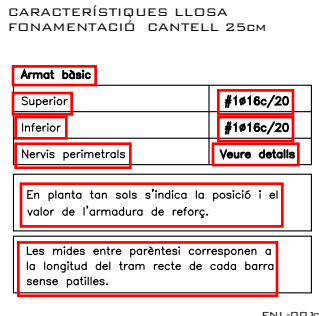 CARACTERÍSTIQUES LLOSA
FONAMENTACIÓ CANTELL 25cm
Armat bàsic
Superior #1ø16c/20
Inferior #1ø16c/20
Nervis perimetrals Veure detalls
En planta tan sols s'indica la posició i el
valor de l'armadura de reforç.
Les mides entre parèntesi corresponen a
la longitud del tram recte de cada barra
sense patilles.